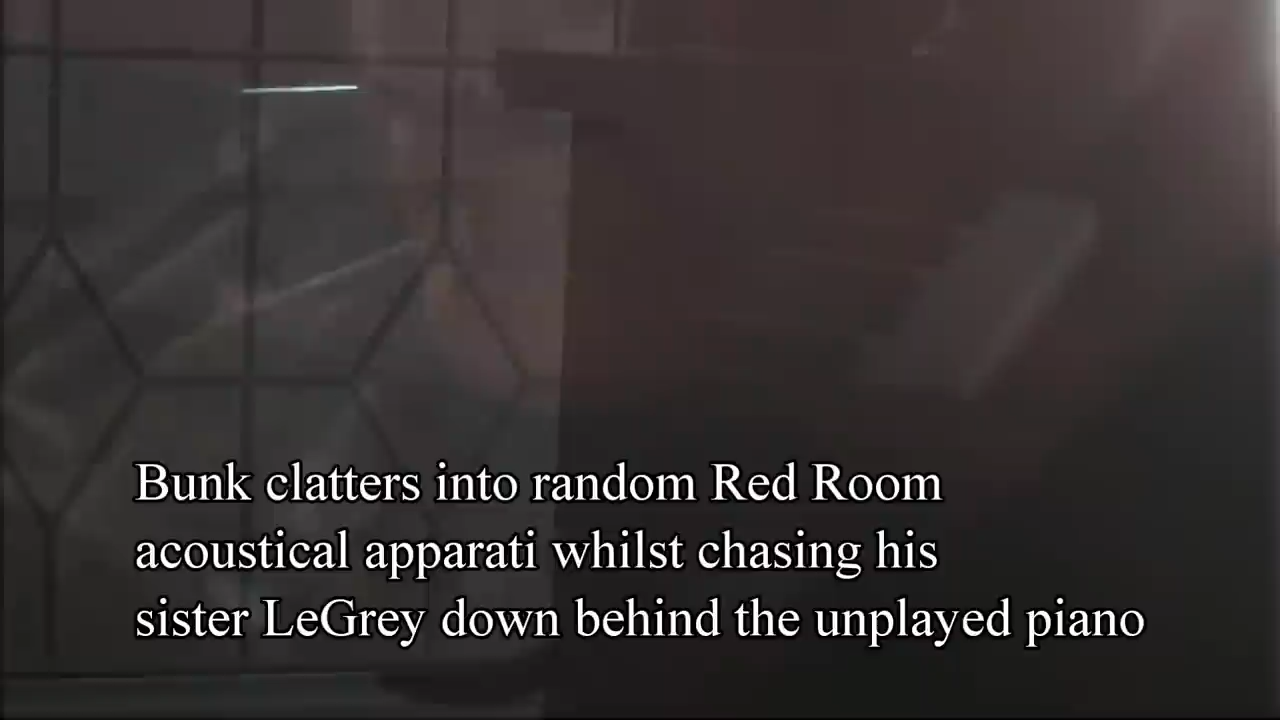 Bunk clatters into random Red Room
acoustical apparati whilst chasing his
sister LeGrey down behind the unplayed piano